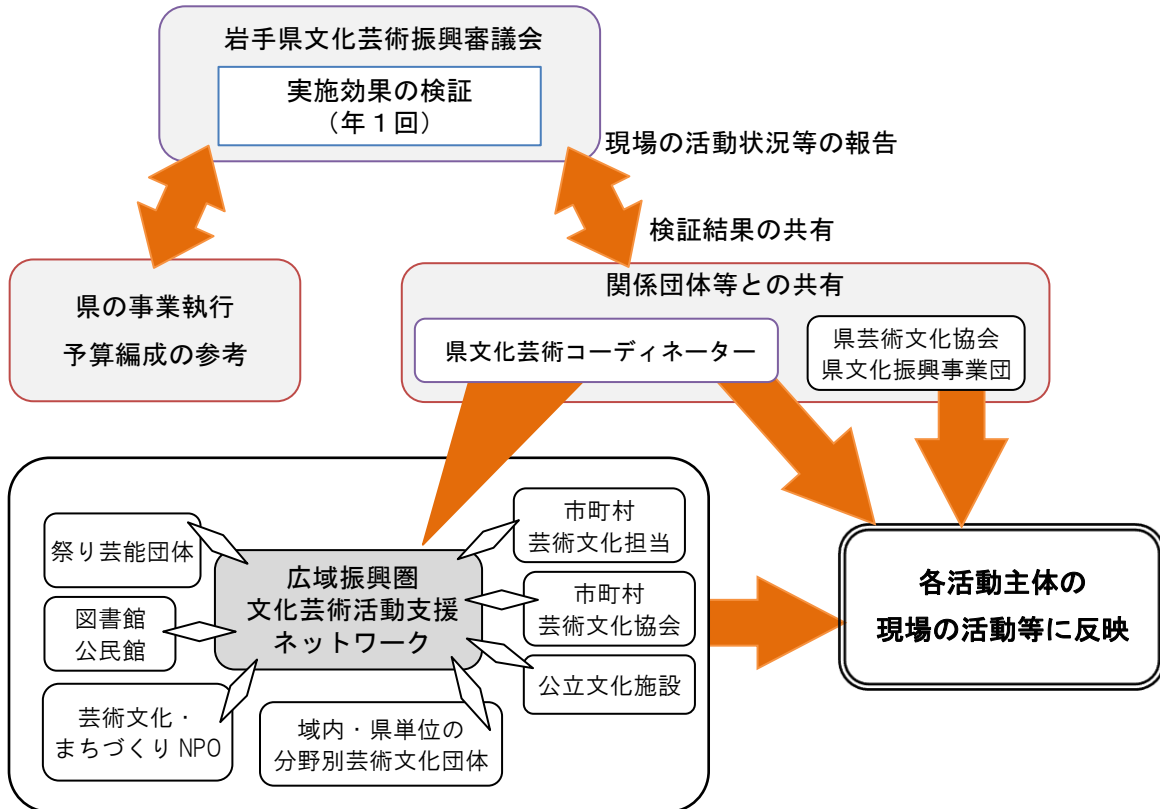 岩手県文化芸術振興審議会
実施効果の検証
（年１回）
現場の活動状況等の報告
検証結果の共有
県の事業執行
予算編成の参考
関係団体等との共有
県文化芸術コーディネーター
県芸術文化協会
県文化振興事業団
祭り芸能団体
図書館
公民館
芸術文化・
まちづくり NPO
広域振興圏
文化芸術活動支援
ネットワーク
域内・県単位の
分野別芸術文化団体
市町村
芸術文化担当
市町村
芸術文化協会
公立文化施設
各活動主体の
現場の活動等に反映